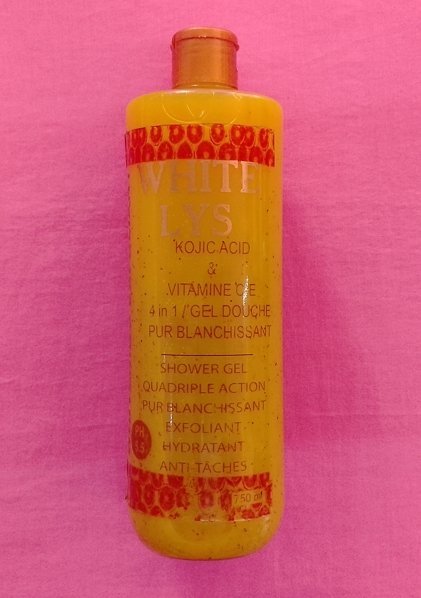 WHITE
LYS
KOJIC ACID
&
VITAMINE C.E
4 in 1 / GEL DOUCHE
PUR BLANCHISSANT
SHOWER GEL
QUADRIPLE ACTION
PUR BLANCHISSANT
EXFOLIANT
HYDRATANT
ANTI-TÂCHES
750 ml